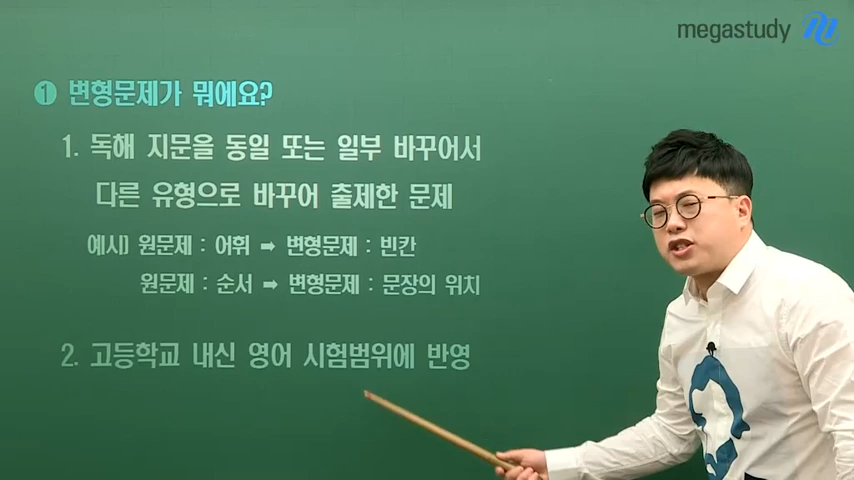 megastudy
❶ 변형문제가 뭐에요?
1. 독해 지문을 동일 또는 일부 바꾸어서
다른 유형으로 바꾸어 출제한 문제
예시) 원문제 : 어휘 ➡ 변형문제 : 빈칸
원문제 : 순서 ➡ 변형문제 : 문장의 위치
2. 고등학교 내신 영어 시험범위에 반영